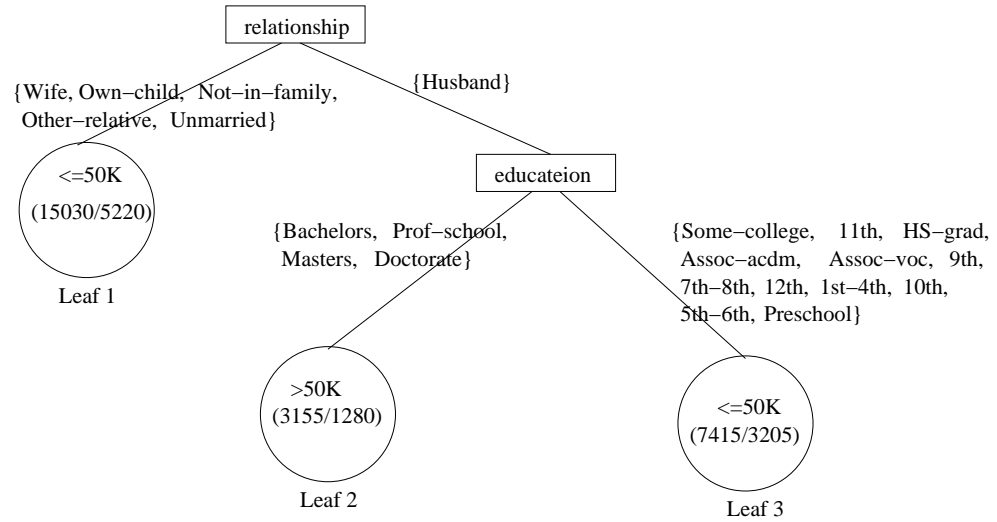 relationship
{Wife, Own−child, Not−in−family,
Other−relative, Unmarried}
{Husband}
<=50K
(15030/5220)
Leaf 1
educateion
{Bachelors, Prof−school,
Masters, Doctorate}
{Some−college, 11th, HS−grad,
Assoc−acdm, Assoc−voc, 9th,
7th−8th, 12th, 1st−4th, 10th,
5th−6th, Preschool}
>50K
(3155/1280)
Leaf 2
<=50K
(7415/3205)
Leaf 3